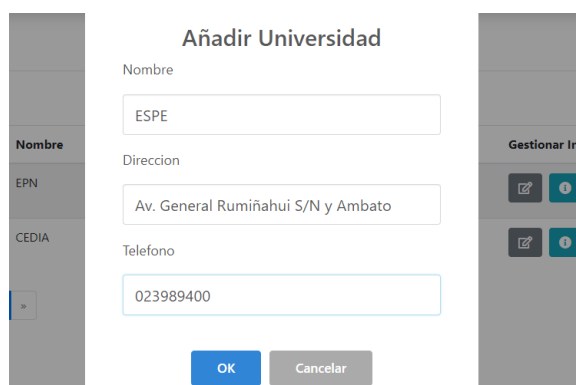 Añadir Universidad
Nombre
ESPE
Nombre
Gestionar In
Direccion
EPN
Av. General Rumiñahui S/N y Ambato
CEDIA
Telefono
023989400
»
OK
Cancelar